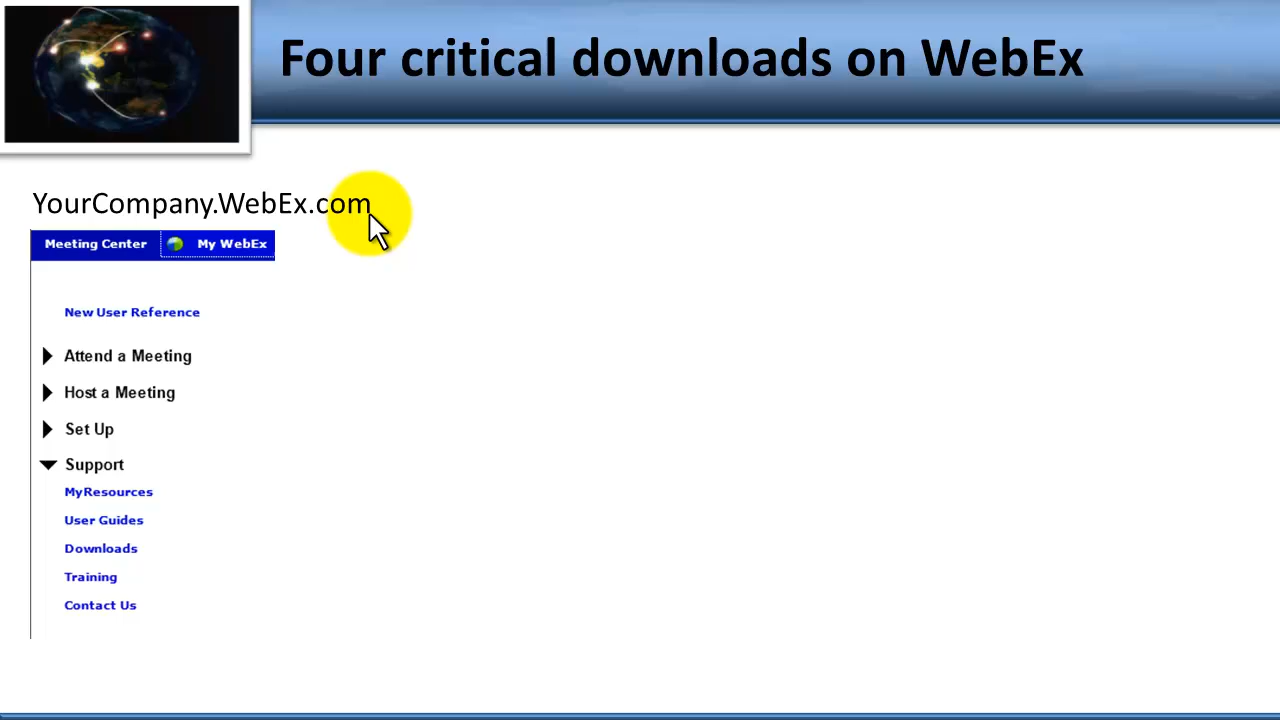 Four critical downloads on WebEx
YourCompany.WebEx.com
Meeting Center My WebEx
New User Reference
Attend a Meeting
Host a Meeting
Set Up
Support
MyResources
User Guides
Downloads
Training
Contact Us